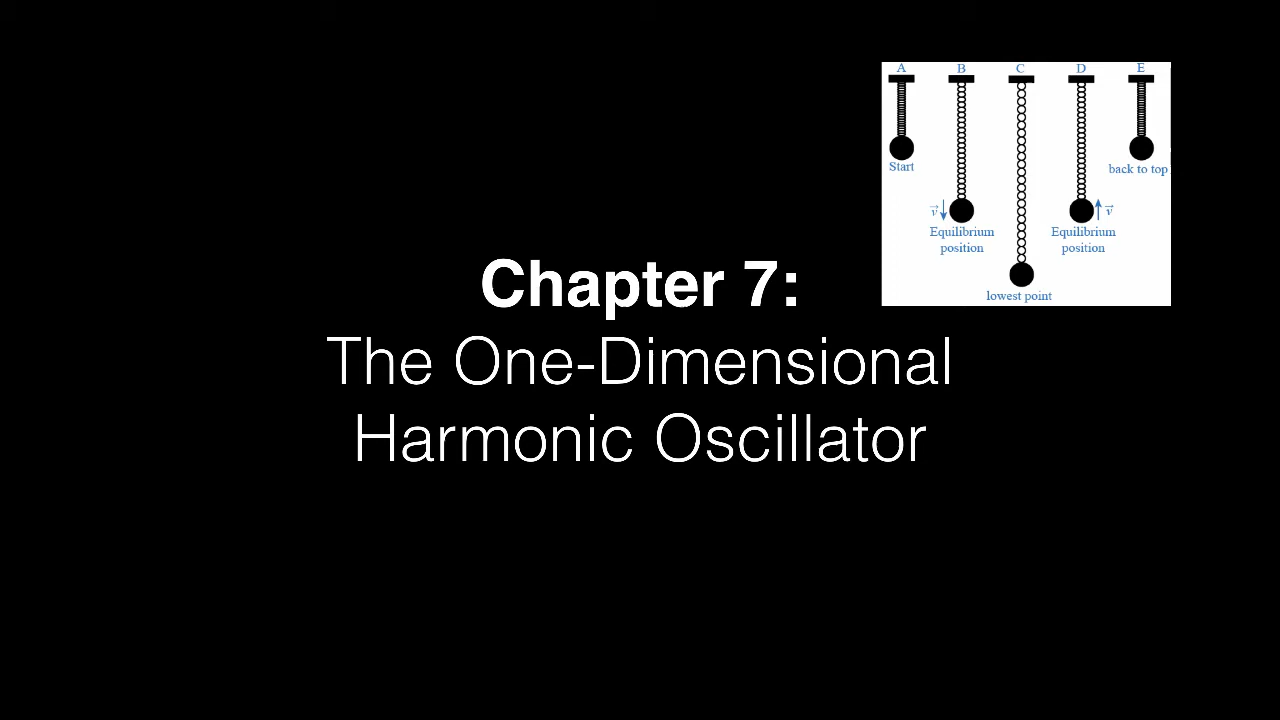 A B C D E
Start
back to top
v
v
Equilibrium
position
Equilibrium
position
lowest point
Chapter 7:
The One-Dimensional
Harmonic Oscillator